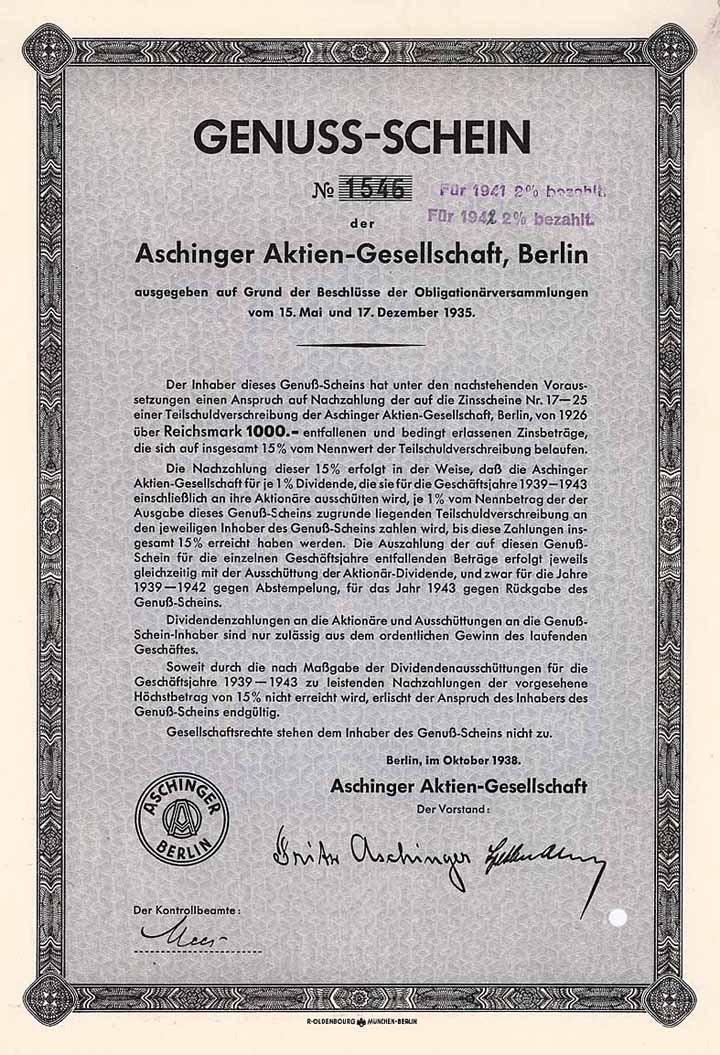 GENUSS-SCHEIN
№ 1546
Für 1941 2% bezahlt.
Für 1942 2% bezahlt.
der
Aschinger Aktien-Gesellschaft, Berlin
ausgegeben auf Grund der Beschlüsse der Obligationärversammlungen
vom 15. Mai und 17. Dezember 1935.
Der Inhaber dieses Genuß-Scheins hat unter den nachstehenden Voraus-
setzungen einen Anspruch auf Nachzahlung der auf die Zinsscheine Nr. 17—25
einer Teilschuldverschreibung der Aschinger Aktien-Gesellschaft, Berlin, von 1926
über Reichsmark 1000.- entfallenen und bedingt erlassenen Zinsbeträge,
die sich auf insgesamt 15% vom Nennwert der Teilschuldverschreibung belaufen.
Die Nachzahlung dieser 15% erfolgt in der Weise, daß die Aschinger
Aktien-Gesellschaft für je 1% Dividende, die sie für die Geschäftsjahre 1939—1943
einschließlich an ihre Aktionäre ausschütten wird, je 1% vom Nennbetrag der der
Ausgabe dieses Genuß-Scheins zugrunde liegenden Teilschuldverschreibung an
den jeweiligen Inhaber des Genuß-Scheins zahlen wird, bis diese Zahlungen ins-
gesamt 15% erreicht haben werden. Die Auszahlung der auf diesen Genuß-
Schein für die einzelnen Geschäftsjahre entfallenden Beträge erfolgt jeweils
gleichzeitig mit der Ausschüttung der Aktionär-Dividende, und zwar für die Jahre
1939—1942 gegen Abstempelung, für das Jahr 1943 gegen Rückgabe des
Genuß-Scheins.
Dividendenzahlungen an die Aktionäre und Ausschüttungen an die Genuß-
Schein-Inhaber sind nur zulässig aus dem ordentlichen Gewinn des laufenden
Geschäftes.
Soweit durch die nach Maßgabe der Dividendenausschüttungen für die
Geschäftsjahre 1939—1943 zu leistenden Nachzahlungen der vorgesehene
Höchstbetrag von 15% nicht erreicht wird, erlischt der Anspruch des Inhabers des
Genuß-Scheins endgültig.
Gesellschaftsrechte stehen dem Inhaber des Genuß-Scheins nicht zu.
Berlin, im Oktober 1938.
Aschinger Aktien-Gesellschaft
Der Vorstand:
ASCHINGER
BERLIN
Fritz Aschinger
Der Kontrollbeamte:
R. OLDENBOURG MÜNCHEN-BERLIN